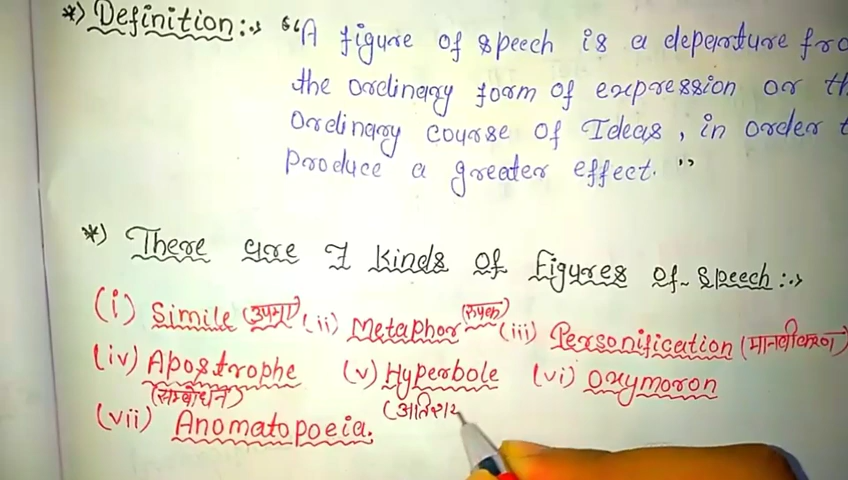 *) Definition:->
"A figure of speech is a departure fro
the ordinary form of expression or th
Ordinary course of Ideas, in order t
Produce a greater effect."
*) There are 7 kinds of Figures of speech:->
(i) Simile (उपमा) (ii) Metaphor (रूपक) (iii) Personification (मानवीकरण)
(iv) Apostrophe (v) Hyperbole (vi) Oxymoron
(सम्बोधन) (अतिशय
(vii) Anomatopoeia.